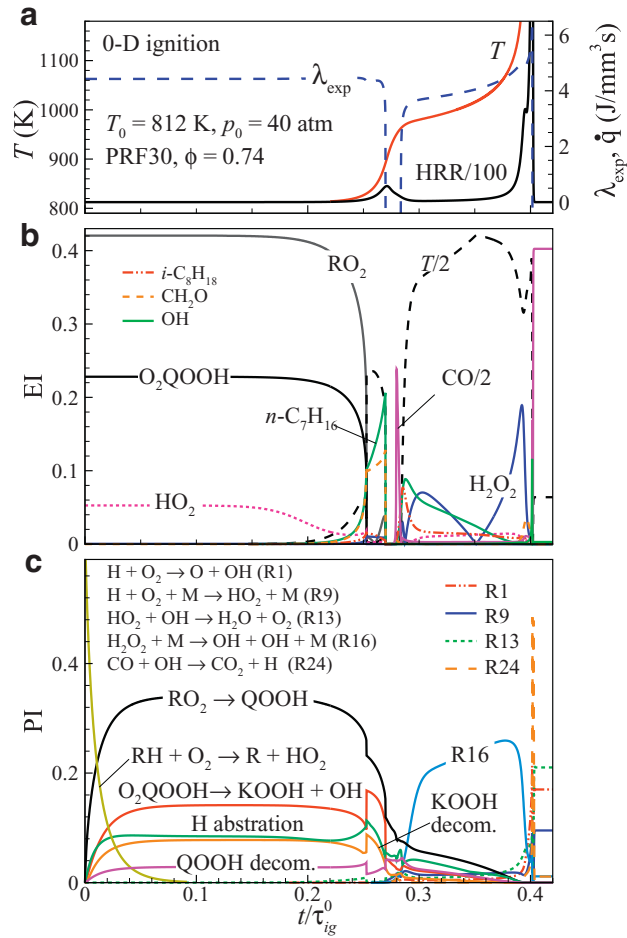 a
0-D ignition
T
λexp
T0 = 812 K, p0 = 40 atm
PRF30, ϕ = 0.74
HRR/100
1100
1000
900
800
T (K)
6
5
4
3
2
1
0
λexp, q̇ (J/mm³s)
b
RO2
T/2
i-C8H18
CH2O
OH
O2QOOH
CO/2
n-C7H16
HO2
H2O2
0.4
0.3
0.2
0.1
0
EI
c
H + O2 → O + OH (R1)
H + O2 + M → HO2 + M (R9)
HO2 + OH → H2O + O2 (R13)
H2O2 + M → OH + OH + M (R16)
CO + OH → CO2 + H (R24)
R1
R9
R13
R24
RO2 → QOOH
RH + O2 → R + HO2
R16
O2QOOH → KOOH + OH
KOOH
decom.
H abstration
QOOH decom.
0.4
0.2
0
PI
0 0.1 0.2 0.3 0.4
t/τ⁰ig